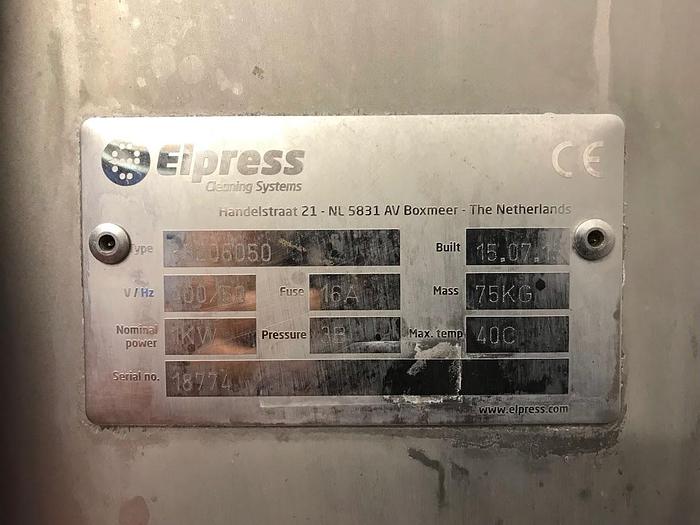 Elpress
Cleaning Systems
CE
Handelstraat 21 - NL 5831 AV Boxmeer - The Netherlands
Type Built
V/Hz Fuse 16A Mass 75KG
Nominal power Pressure Max. temp 40C
Serial no. 18774
www.elpress.com